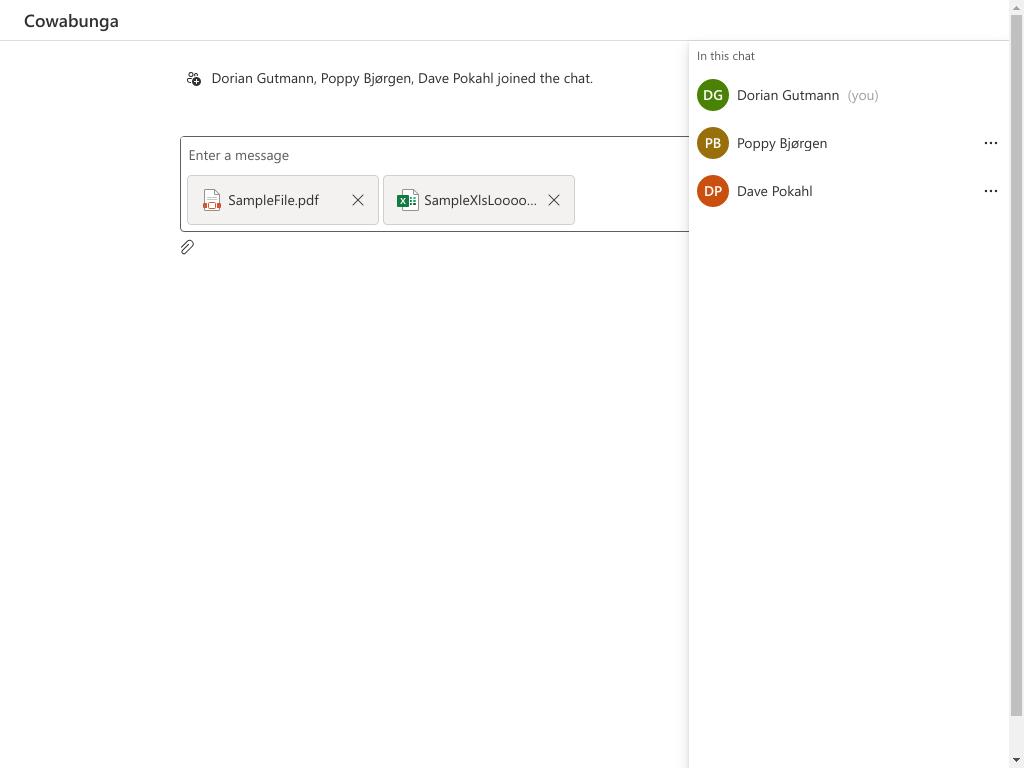 Cowabunga
Dorian Gutmann, Poppy Bjørgen, Dave Pokahl joined the chat.
Enter a message
SampleFile.pdf
SampleXlsLoooo...
In this chat
DG Dorian Gutmann (you)
PB Poppy Bjørgen
DP Dave Pokahl